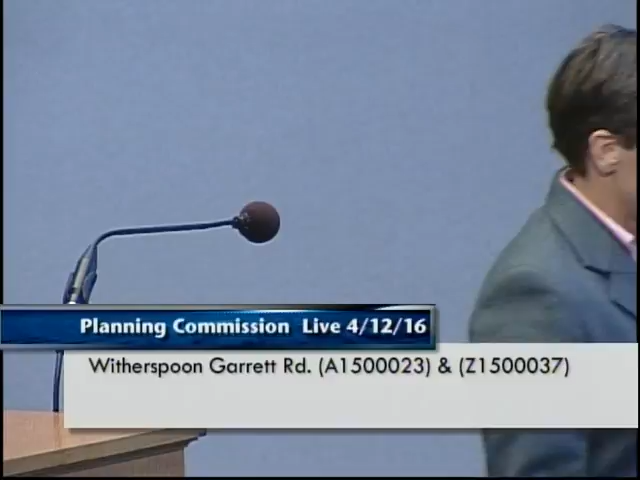 Planning Commission Live 4/12/16
Witherspoon Garrett Rd. (A1500023) & (Z1500037)